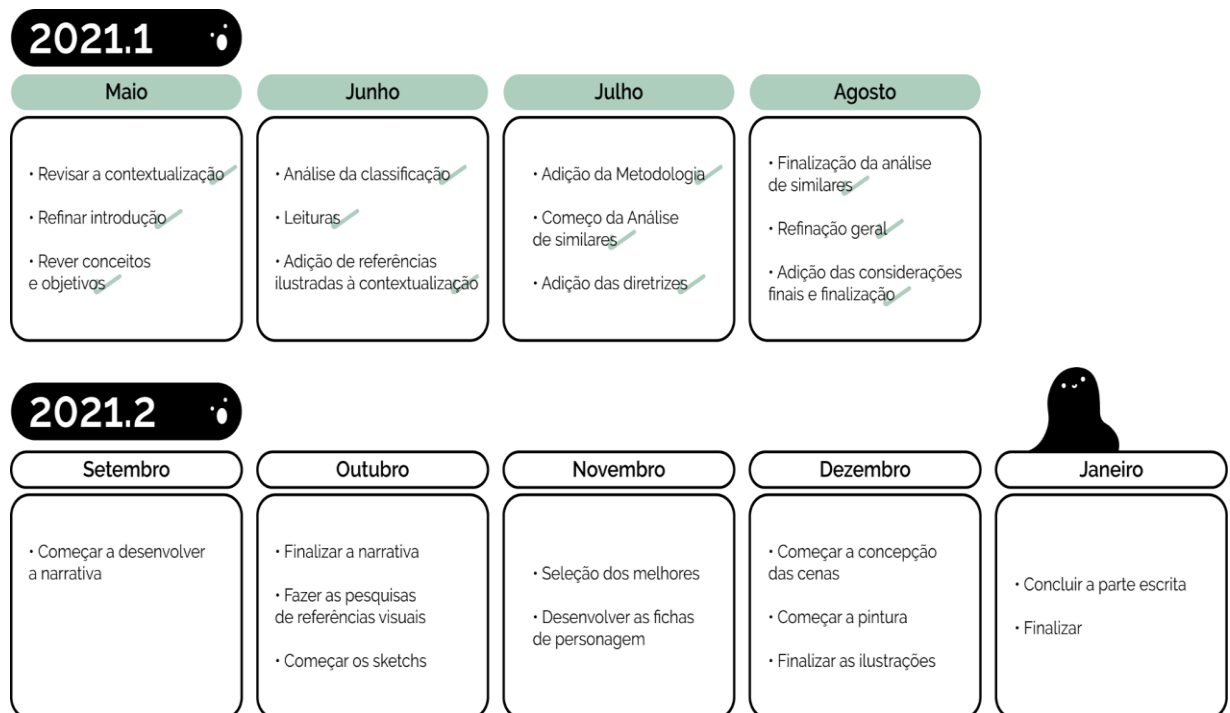 2021.1
Maio
• Revisar a contextualização
• Refinar introdução
• Rever conceitos
e objetivos
Junho
• Análise da classificação
• Leituras
• Adição de referências
ilustradas à contextualização
Julho
• Adição da Metodologia
• Começo da Análise
de similares
• Adição das diretrizes
Agosto
• Finalização da análise
de similares
• Refinação geral
• Adição das considerações
finais e finalização
2021.2
Setembro
• Começar a desenvolver
a narrativa
Outubro
• Finalizar a narrativa
• Fazer as pesquisas
de referências visuais
• Começar os sketchs
Novembro
• Seleção dos melhores
• Desenvolver as fichas
de personagem
Dezembro
• Começar a concepção
das cenas
• Começar a pintura
• Finalizar as ilustrações
Janeiro
• Concluir a parte escrita
• Finalizar